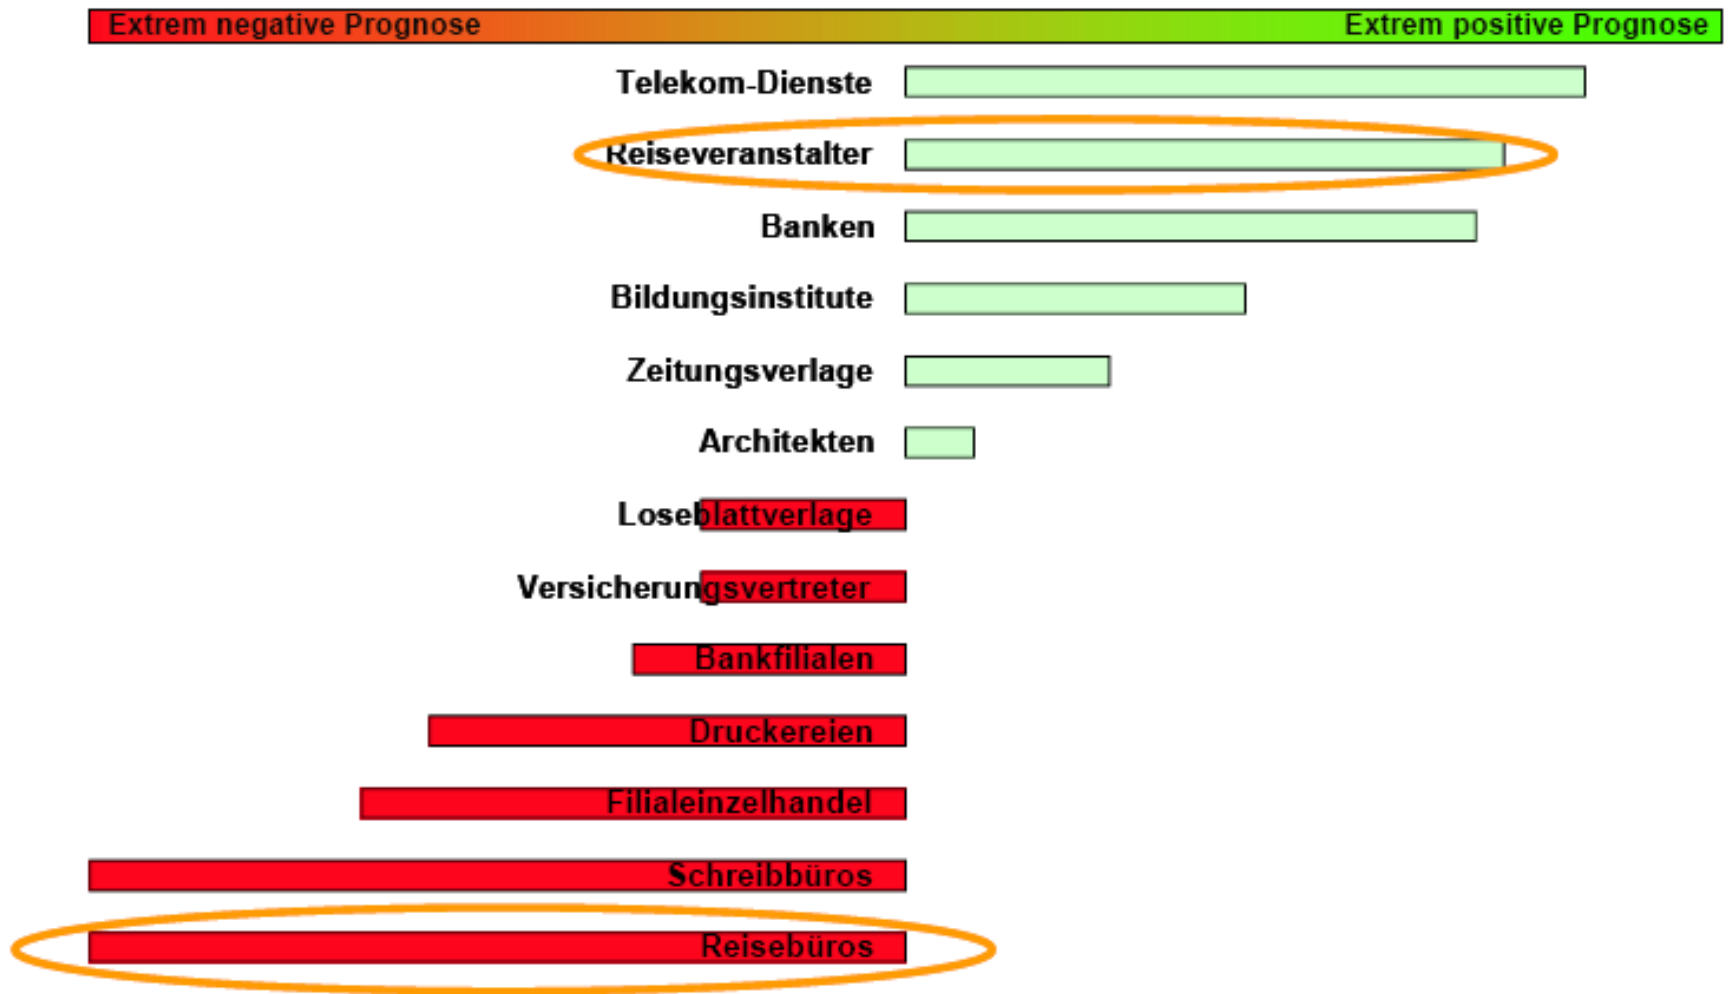 Extrem negative Prognose Extrem positive Prognose
Telekom-Dienste
Reiseveranstalter
Banken
Bildungsinstitute
Zeitungsverlage
Architekten
Loseblattverlage
Versicherungsvertreter
Bankfilialen
Druckereien
Filialeinzelhandel
Schreibbüros
Reisebüros